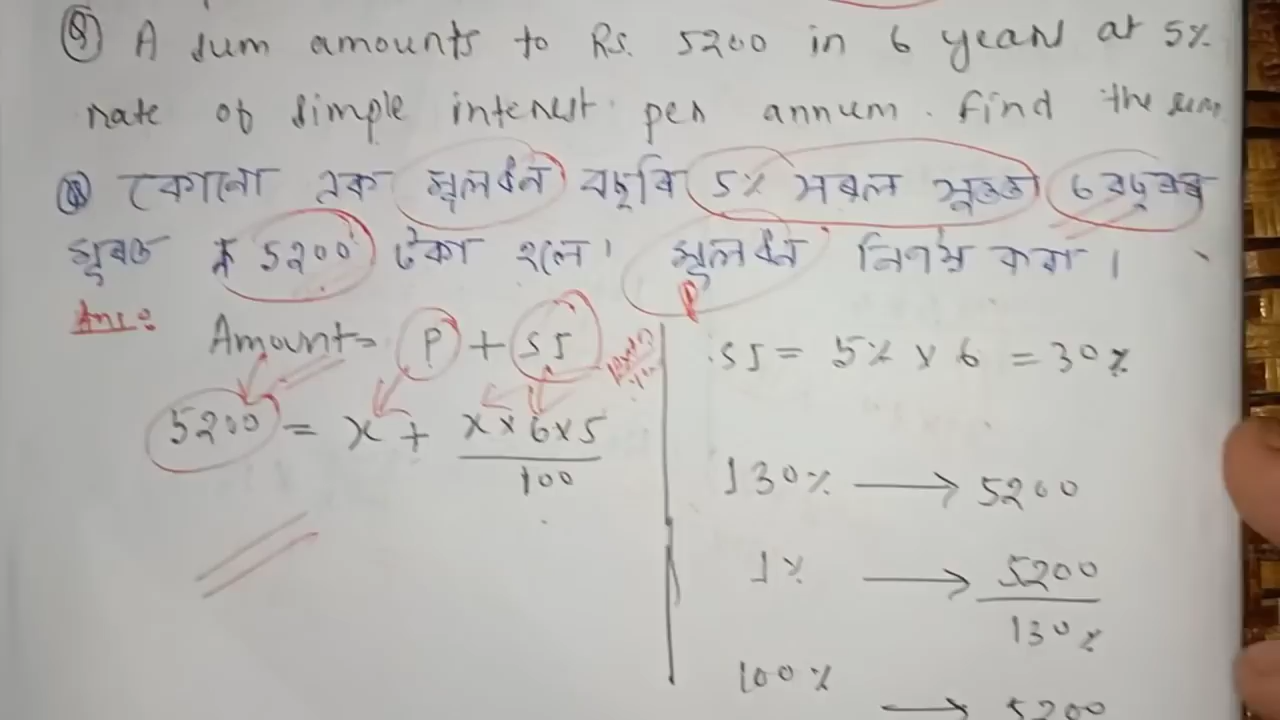 Q) A sum amounts to Rs. 5200 in 6 years at 5%
rate of simple interest per annum. Find the sum
কোনো এক মূলধন বছৰি 5% সৰল সূতত 6 বছৰত
সুতত ₹ 5200 টকা হলে। মূলধন নিৰ্ণয় কৰা।
P
Ans:
Amount = P + SI
5200 = x + x × 6 × 5
100
SI = 5% × 6 = 30%
130% → 5200
1% → 5200
130%
100%
→ 5200